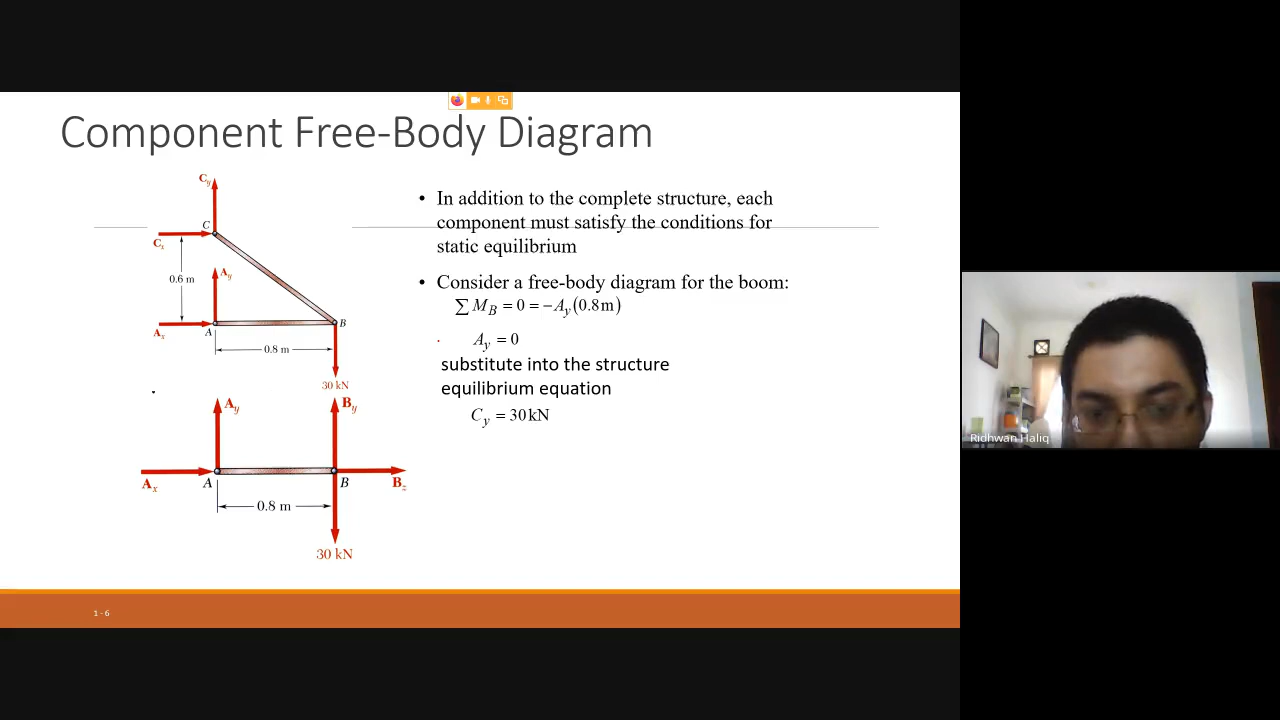 Component Free-Body Diagram
C_y
C
C_x
0.6 m
A_y
A_x
A
B
0.8 m
30 kN
A_y
B_y
A_x
A
B
B_z
0.8 m
30 kN
• In addition to the complete structure, each
component must satisfy the conditions for
static equilibrium
• Consider a free-body diagram for the boom:
∑ M_B = 0 = −A_y(0.8 m)
A_y = 0
substitute into the structure
equilibrium equation
C_y = 30 kN
1 - 6
Ridhwan Haliq